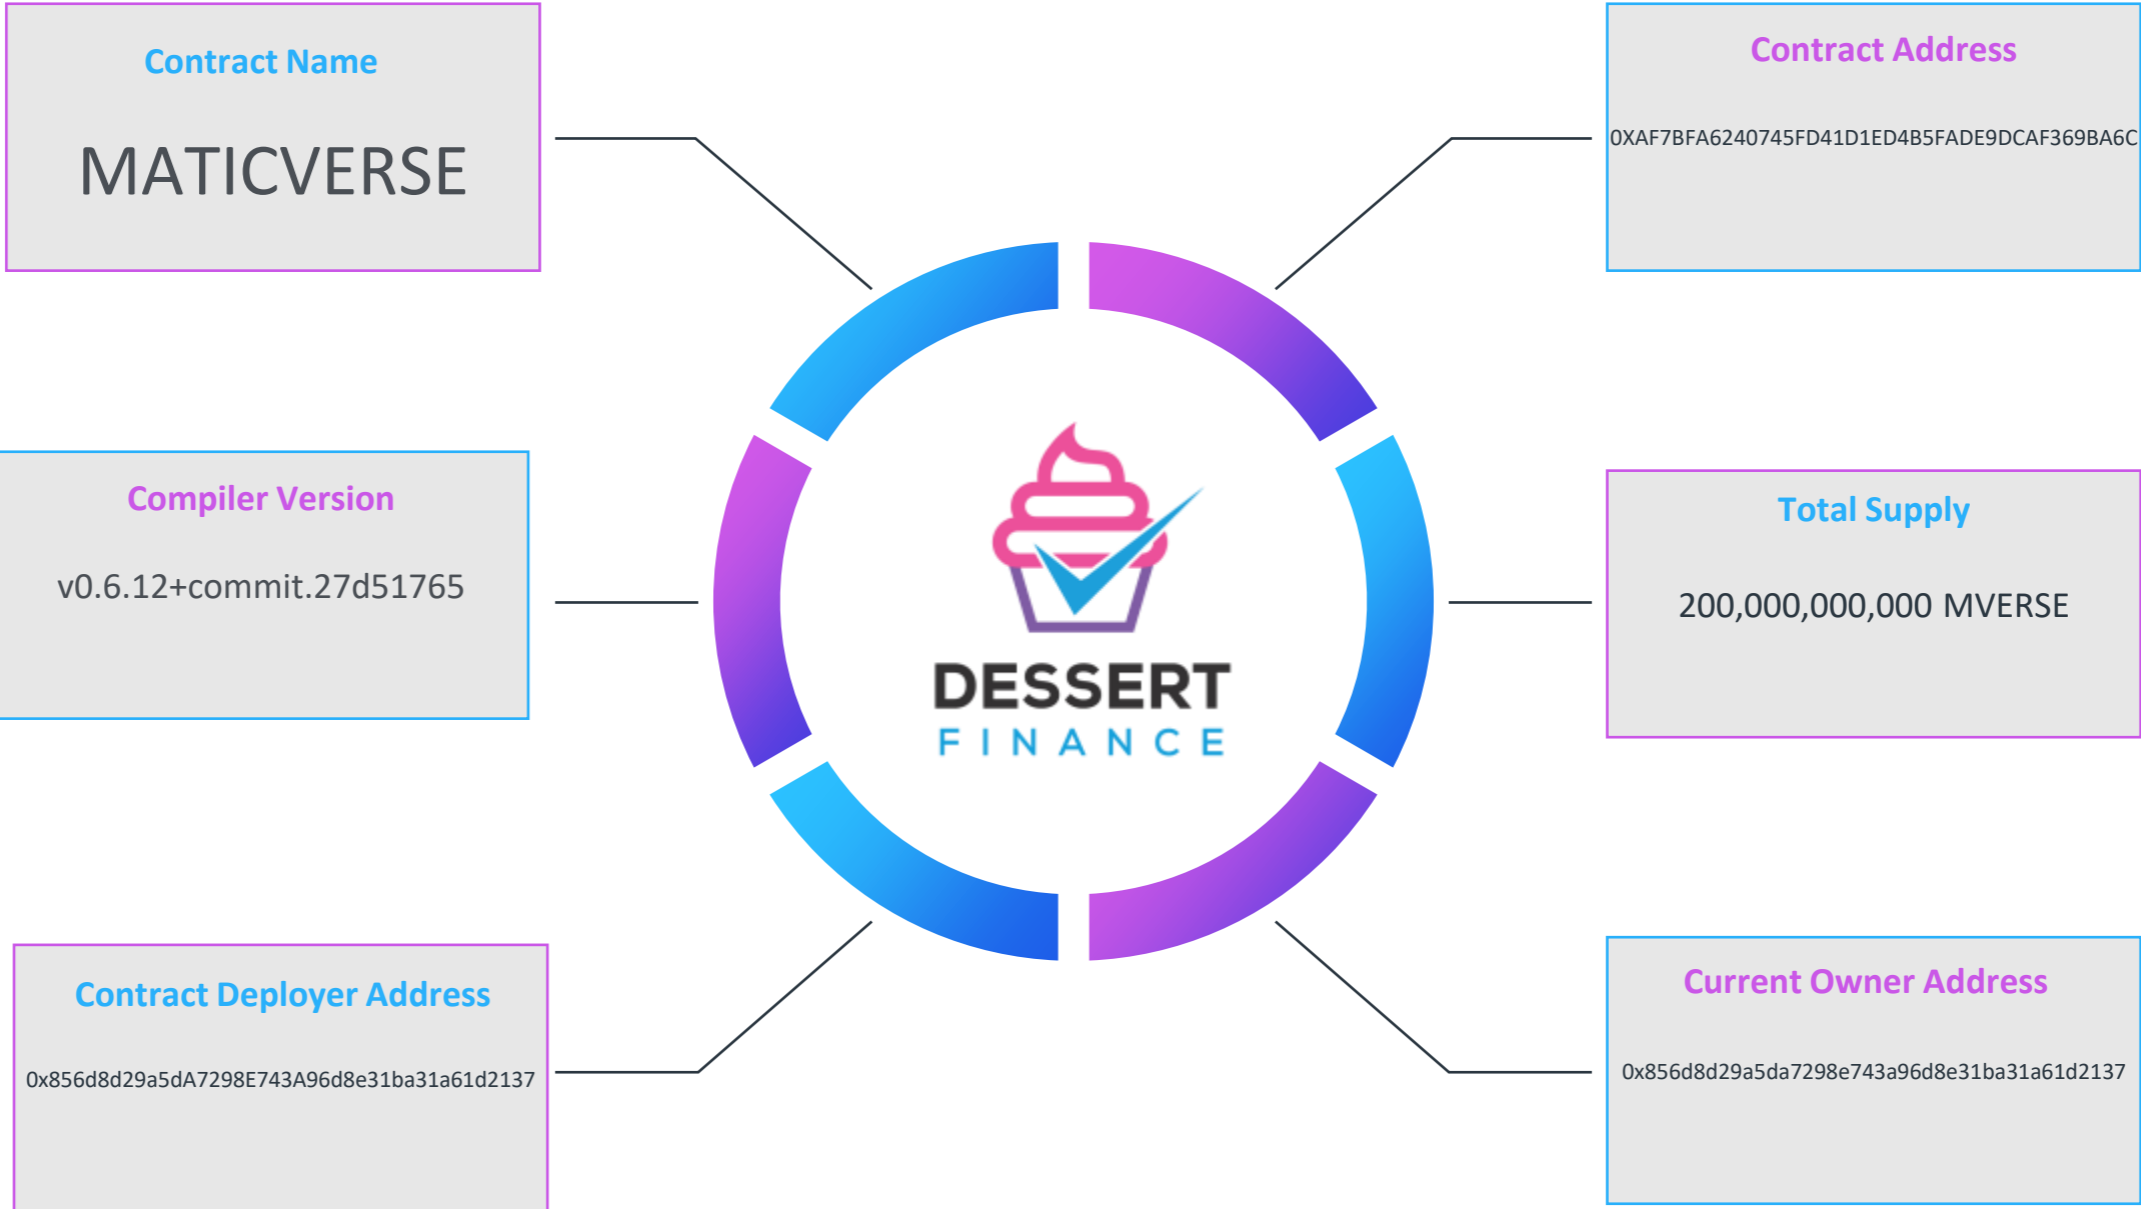 Contract Name
MATICVERSE
Contract Address
0XAF7BFA6240745FD41D1ED4B5FADE9DCAF369BA6C
Compiler Version
v0.6.12+commit.27d51765
Total Supply
200,000,000,000 MVERSE
DESSERT
FINANCE
Contract Deployer Address
0x856d8d29a5dA7298E743A96d8e31ba31a61d2137
Current Owner Address
0x856d8d29a5da7298e743a96d8e31ba31a61d2137